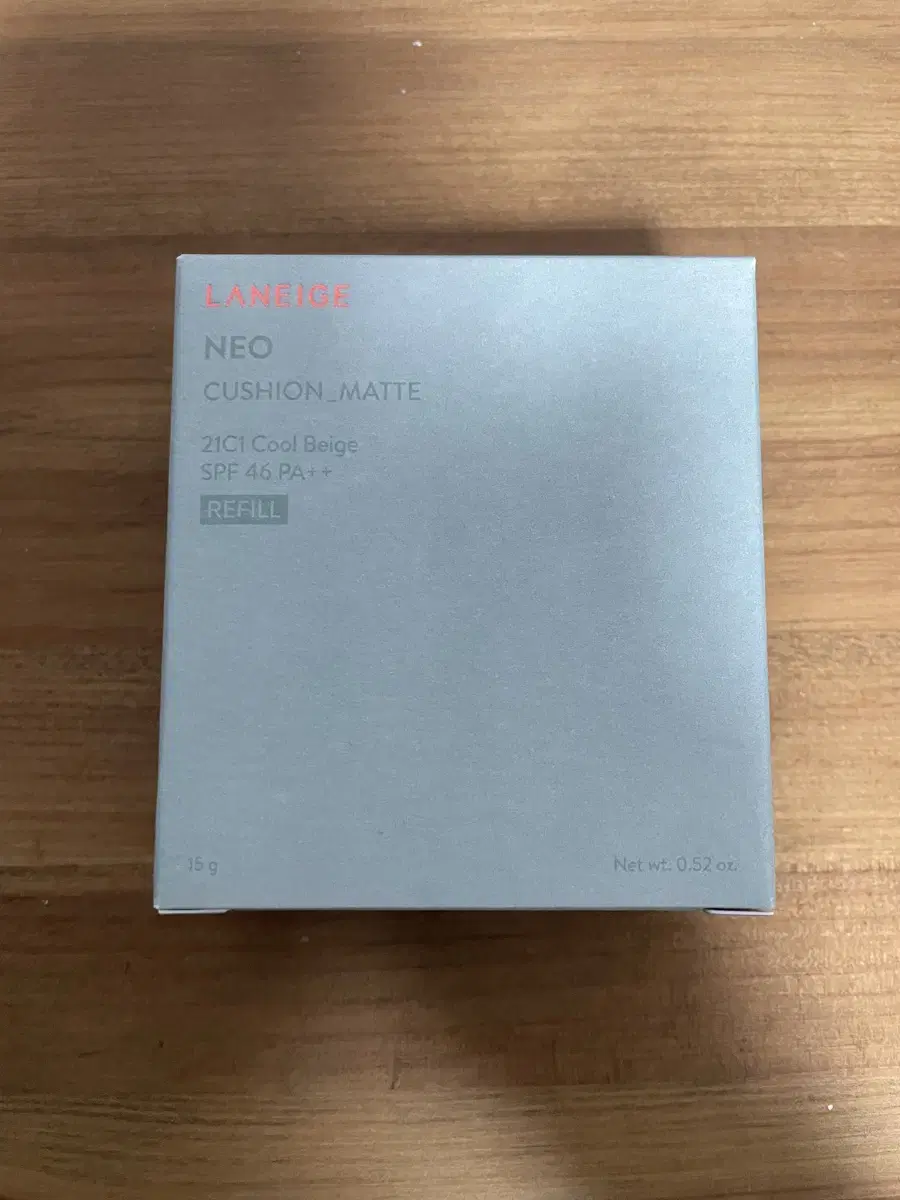 LANEIGE
NEO
CUSHION_MATTE
21C1 Cool Beige
SPF 46 PA++
REFILL
15 g
Net wt. 0.52 oz.